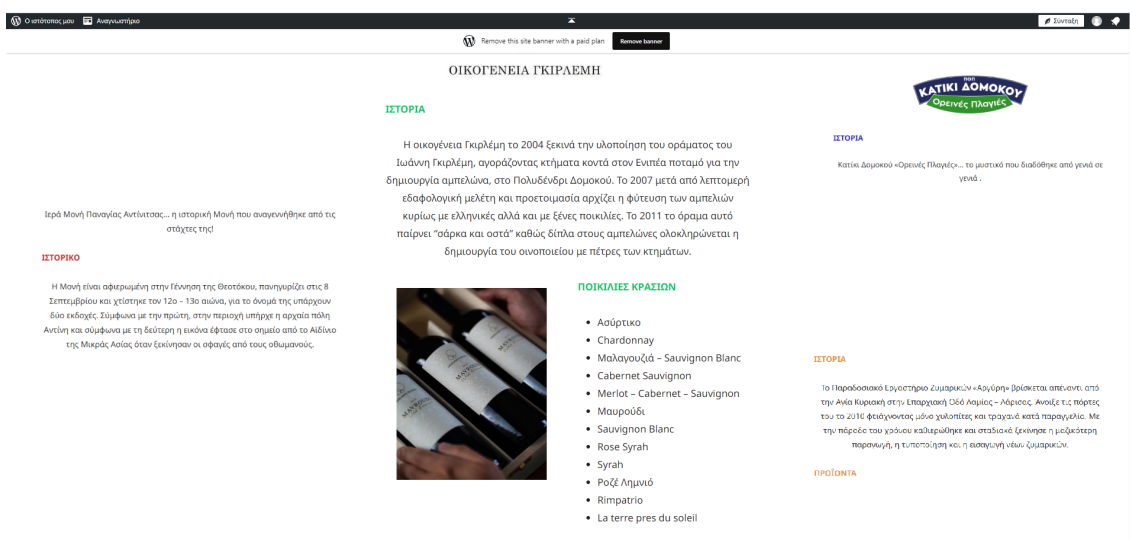 Ο ιστότοπος μου Αναγνωστήριο Σύνταξη
Remove this site banner with a paid plan Remove banner
Ιερά Μονή Παναγίας Αντίνιτσας... η ιστορική Μονή που αναγεννήθηκε από τις
στάχτες της!
ΙΣΤΟΡΙΚΟ
Η Μονή είναι αφιερωμένη στην Γέννηση της Θεοτόκου, πανηγυρίζει στις 8
Σεπτεμβρίου και χτίστηκε τον 12ο – 13ο αιώνα, για το όνομά της υπάρχουν
δύο εκδοχές. Σύμφωνα με την πρώτη, στην περιοχή υπήρχε η αρχαία πόλη
Αντίνη και σύμφωνα με τη δεύτερη η εικόνα έφτασε στο σημείο από το Αϊδίνιο
της Μικράς Ασίας όταν ξεκίνησαν οι σφαγές από τους οθωμανούς.
ΟΙΚΟΓΕΝΕΙΑ ΓΚΙΡΛΕΜΗ
ΙΣΤΟΡΙΑ
Η οικογένεια Γκιρλέμη το 2004 ξεκινά την υλοποίηση του οράματος του
Ιωάννη Γκιρλέμη, αγοράζοντας κτήματα κοντά στον Ενιπέα ποταμό για την
δημιουργία αμπελώνα, στο Πολυδένδρι Δομοκού. Το 2007 μετά από λεπτομερή
εδαφολογική μελέτη και προετοιμασία αρχίζει η φύτευση των αμπελιών
κυρίως με ελληνικές αλλά και με ξένες ποικιλίες. Το 2011 το όραμα αυτό
παίρνει “σάρκα και οστά” καθώς δίπλα στους αμπελώνες ολοκληρώνεται η
δημιουργία του οινοποιείου με πέτρες των κτημάτων.
ΠΟΙΚΙΛΙΕΣ ΚΡΑΣΙΩΝ
Ασύρτικο
Chardonnay
Μαλαγουζιά – Sauvignon Blanc
Cabernet Sauvignon
Merlot – Cabernet – Sauvignon
Μαυρούδι
Sauvignon Blanc
Rose Syrah
Syrah
Ροζέ Λημνιό
Rimpatrio
La terre pres du soleil
ΠΟΠ
ΚΑΤΙΚΙ ΔΟΜΟΚΟΥ
Ορεινές Πλαγιές
ΙΣΤΟΡΙΑ
Κατίκι Δομοκού «Ορεινές Πλαγιές»... το μυστικό που διαδόθηκε από γενιά σε
γενιά .
ΙΣΤΟΡΙΑ
Το Παραδοσιακό Εργαστήριο Ζυμαρικών «Αργύρη» βρίσκεται απέναντι από
την Αγία Κυριακή στην Επαρχιακή Οδό Λαμίας – Λάρισας. Άνοιξε τις πόρτες
του το 2010 φτιάχνοντας μόνο χυλοπίτες και τραχανά κατά παραγγελία. Με
την πάροδο του χρόνου καθιερώθηκε και σταδιακά ξεκίνησε η μαζικότερη
παραγωγή, η τυποποίηση και η εισαγωγή νέων ζυμαρικών.
ΠΡΟΪΟΝΤΑ